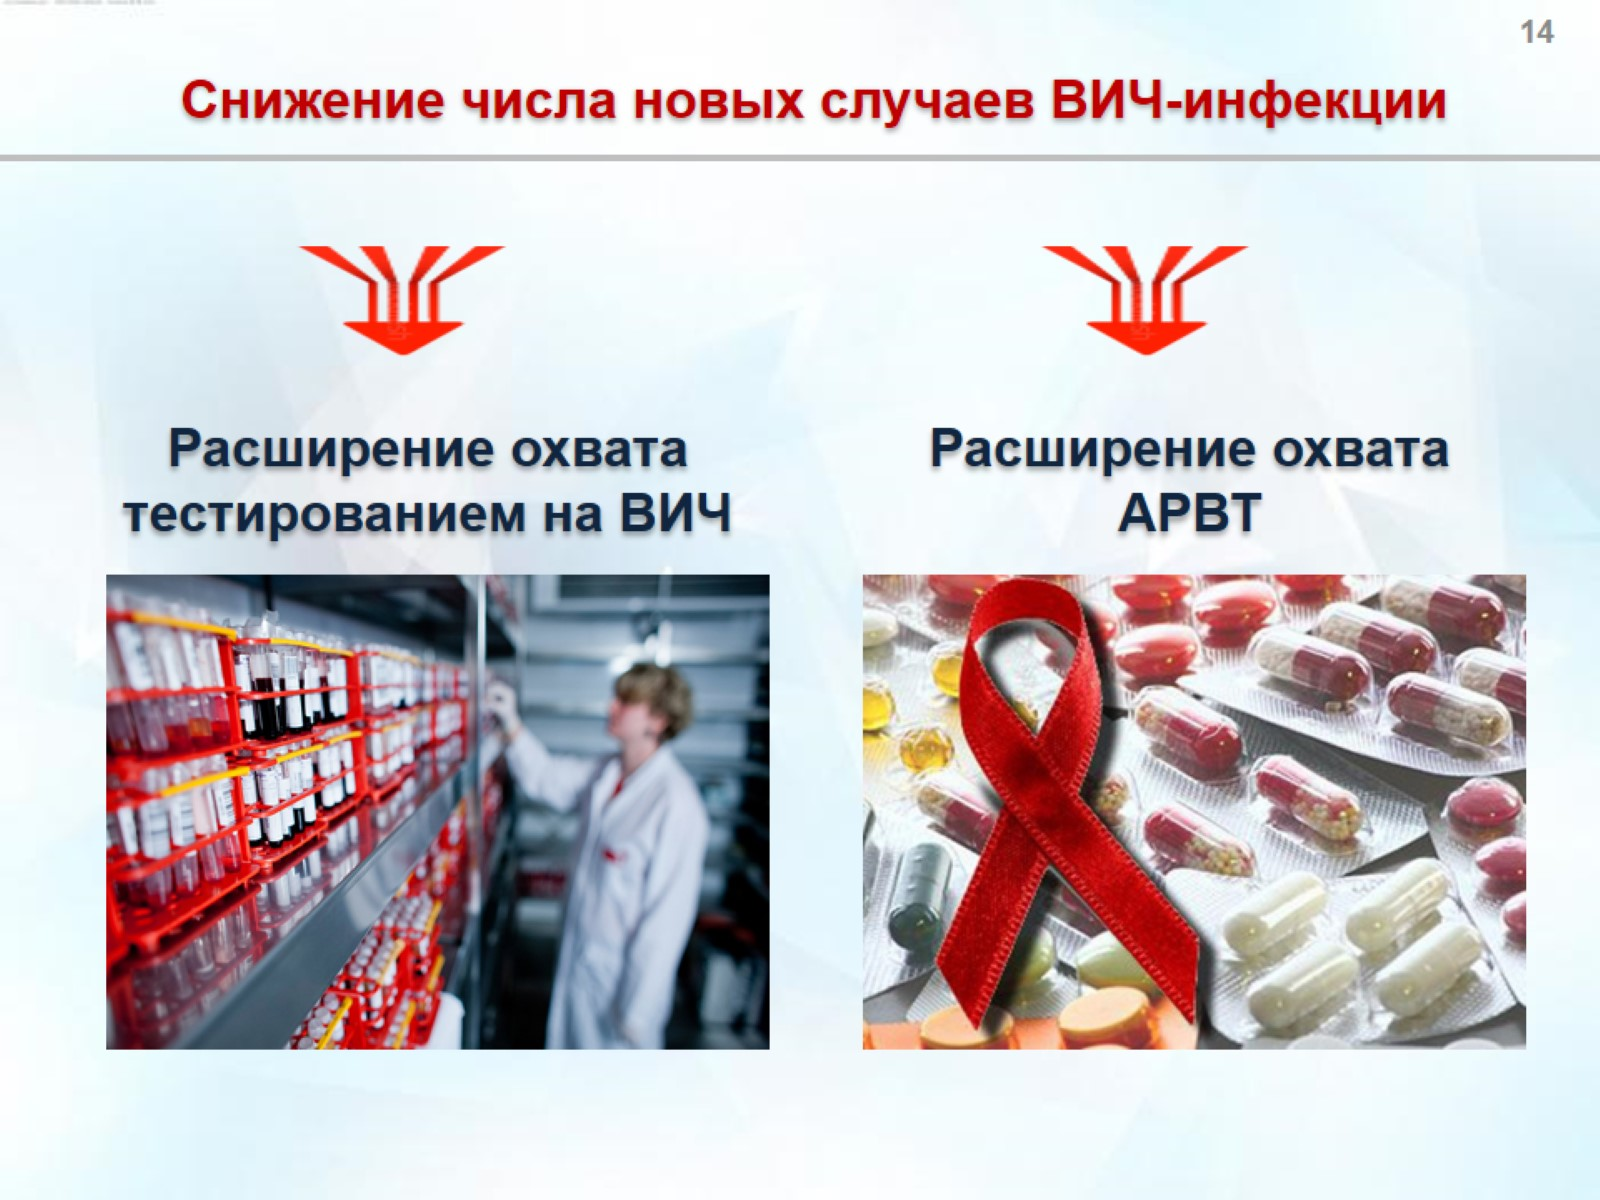 14
Снижение числа новых случаев ВИЧ-инфекции
Расширение охвата
тестированием на ВИЧ
Расширение охвата
АРВТ